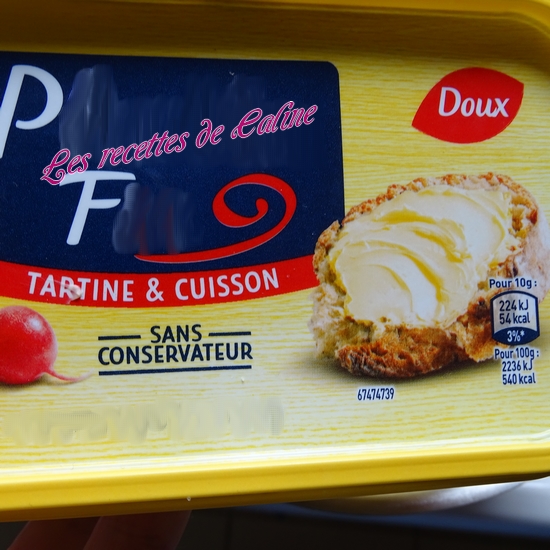 Doux
P
Les recettes de Caline
F
TARTINE & CUISSON
SANS
CONSERVATEUR
Pour 10g :
224 kJ
54 kcal
3%*
Pour 100g :
2236 kJ
540 kcal
67474739